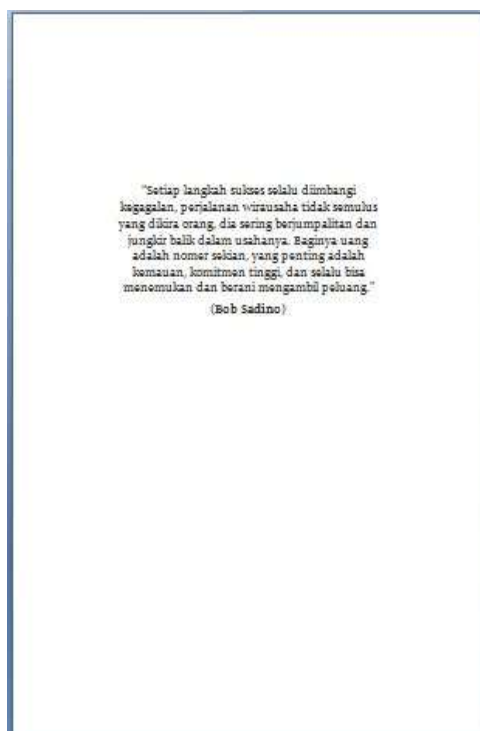 "Setiap langkah sukses selalu diimbangi
kegagalan, perjalanan wirausaha tidak semulus
yang dikira orang, dia sering berjumpalitan dan
jungkir balik dalam usahanya. Baginya uang
adalah nomer sekian, yang penting adalah
kemauan, komitmen tinggi, dan selalu bisa
menemukan dan berani mengambil peluang."
(Bob Sadino)